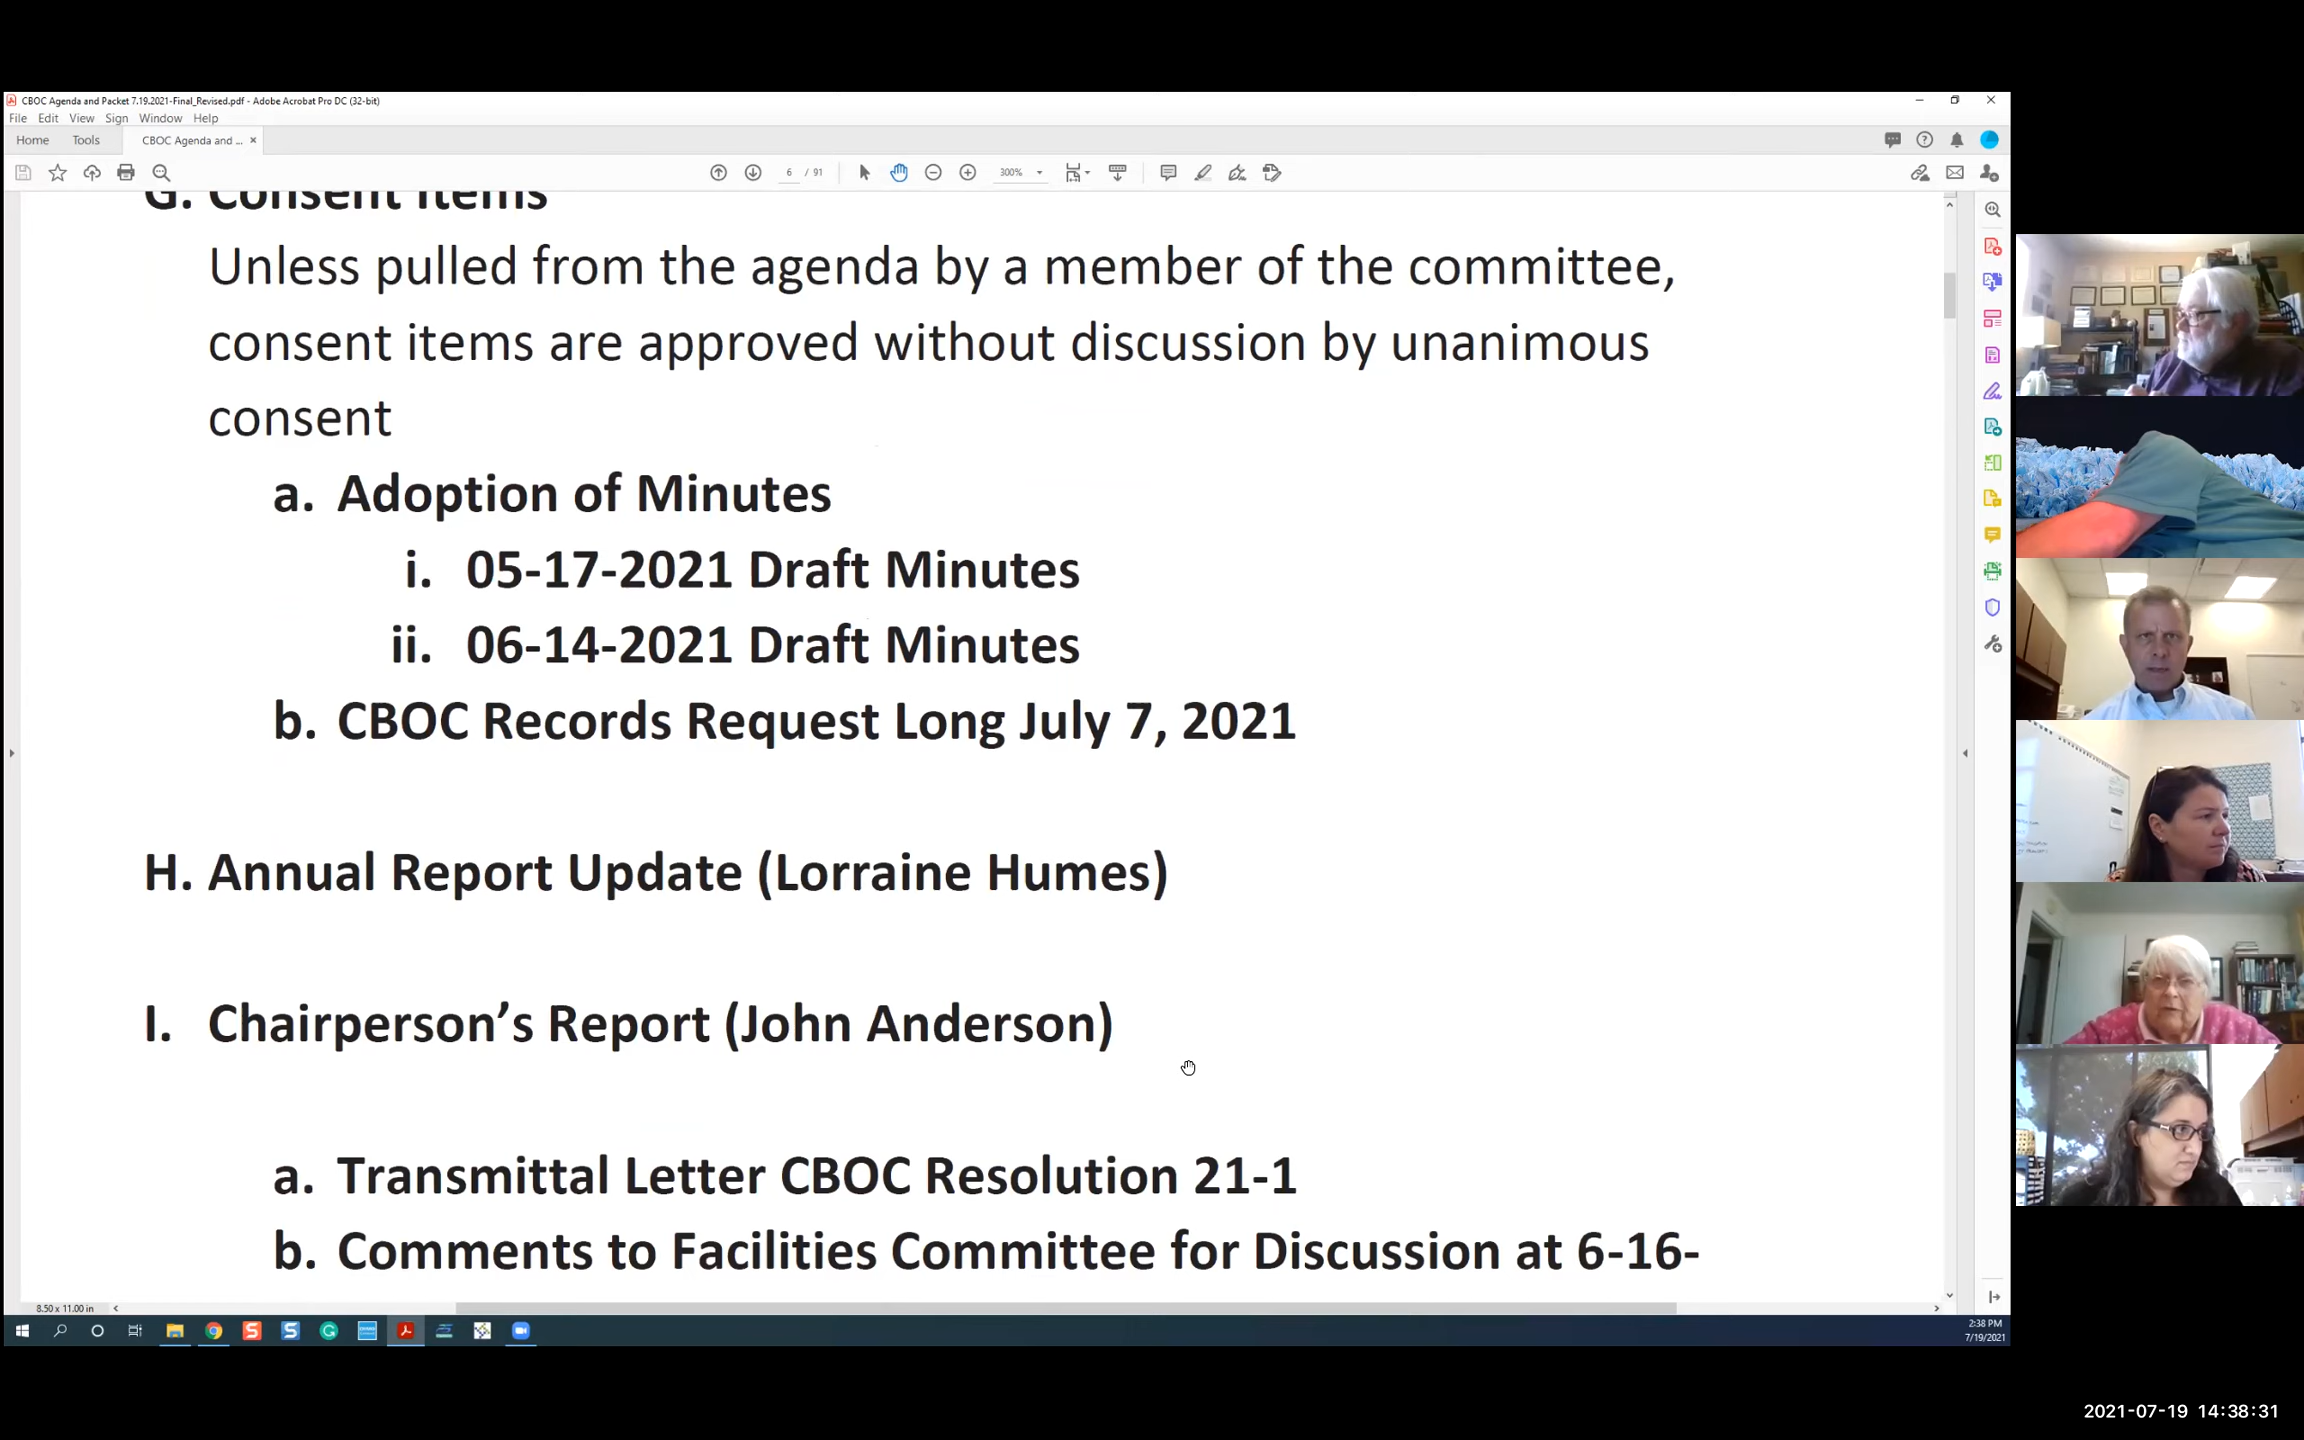 CBOC Agenda and Packet 7.19.2021-Final_Revised.pdf - Adobe Acrobat Pro DC (32-bit)
File Edit View Sign Window Help
Home Tools CBOC Agenda and ... ×
6 / 91 300%
G. Consent Items
Unless pulled from the agenda by a member of the committee,
consent items are approved without discussion by unanimous
consent
a. Adoption of Minutes
i. 05-17-2021 Draft Minutes
ii. 06-14-2021 Draft Minutes
b. CBOC Records Request Long July 7, 2021
H. Annual Report Update (Lorraine Humes)
I. Chairperson’s Report (John Anderson)
a. Transmittal Letter CBOC Resolution 21-1
b. Comments to Facilities Committee for Discussion at 6-16-
8.50 x 11.00 in
2:38 PM
7/19/2021
2021-07-19 14:38:31